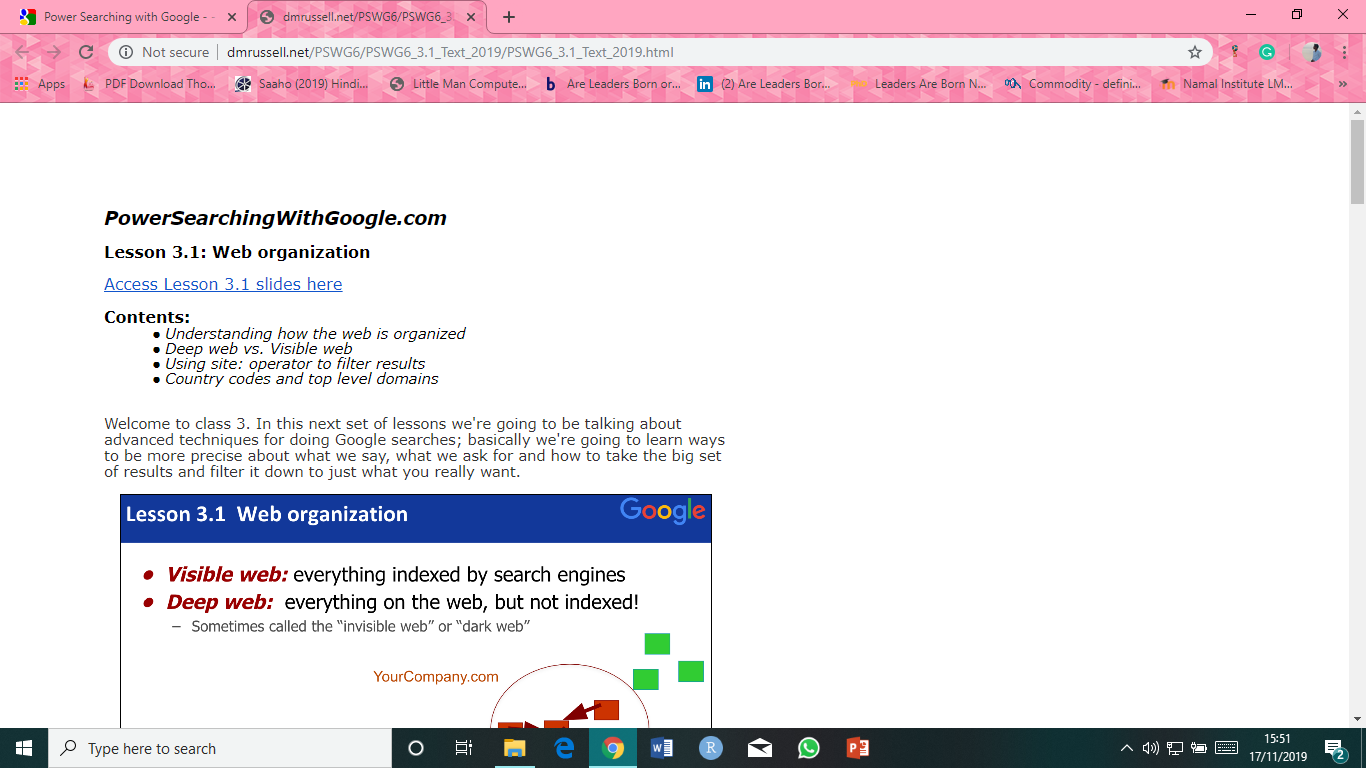 Power Searching with Google - -
dmrussell.net/PSWG6/PSWG6_3
Not secure
dmrussell.net/PSWG6/PSWG6_3.1_Text_2019/PSWG6_3.1_Text_2019.html
Apps
PDF Download Tho...
Saaho (2019) Hindi...
Little Man Compute...
b
Are Leaders Born or...
in
(2) Are Leaders Bor...
Leaders Are Born N...
Commodity - defini...
Namal Institute LM...
»
PowerSearchingWithGoogle.com
Lesson 3.1: Web organization
Access Lesson 3.1 slides here
Contents:
● Understanding how the web is organized
● Deep web vs. Visible web
● Using site: operator to filter results
● Country codes and top level domains
Welcome to class 3. In this next set of lessons we're going to be talking about
advanced techniques for doing Google searches; basically we're going to learn ways
to be more precise about what we say, what we ask for and how to take the big set
of results and filter it down to just what you really want.
Lesson 3.1 Web organization
Google
● Visible web: everything indexed by search engines
● Deep web: everything on the web, but not indexed!
– Sometimes called the “invisible web” or “dark web”
YourCompany.com
Type here to search
15:51
17/11/2019
2